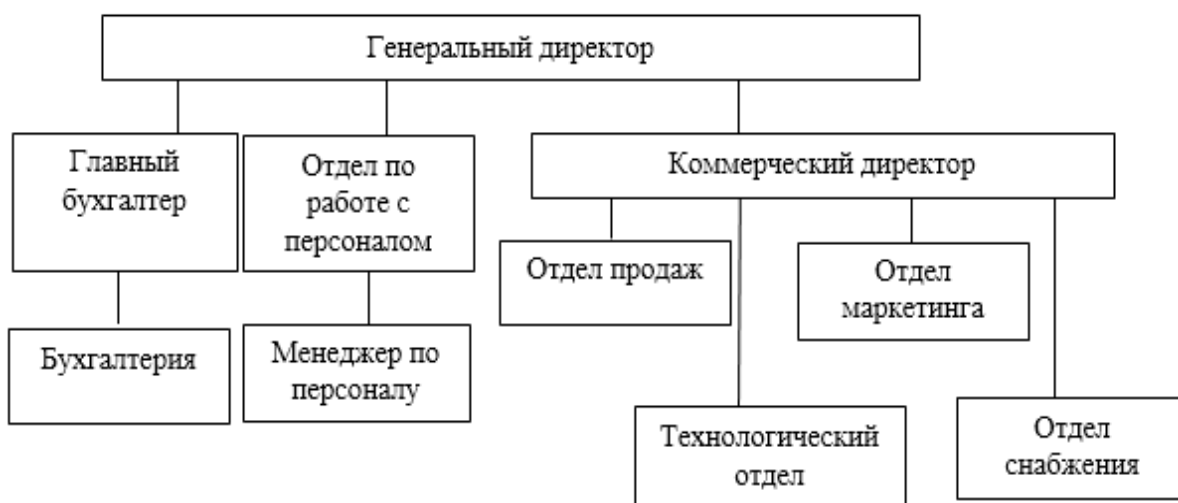 Генеральный директор
Главный
бухгалтер
Отдел по
работе с
персоналом
Коммерческий директор
Отдел продаж
Отдел
маркетинга
Бухгалтерия
Менеджер по
персоналу
Технологический
отдел
Отдел
снабжения